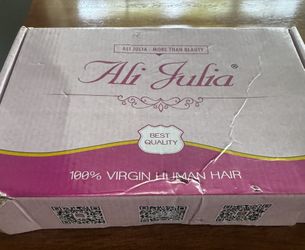 ALI JULIA   MORE THAN BEAUTY
Ali Julia®
BEST
QUALITY
100% VIRGIN HUMAN HAIR